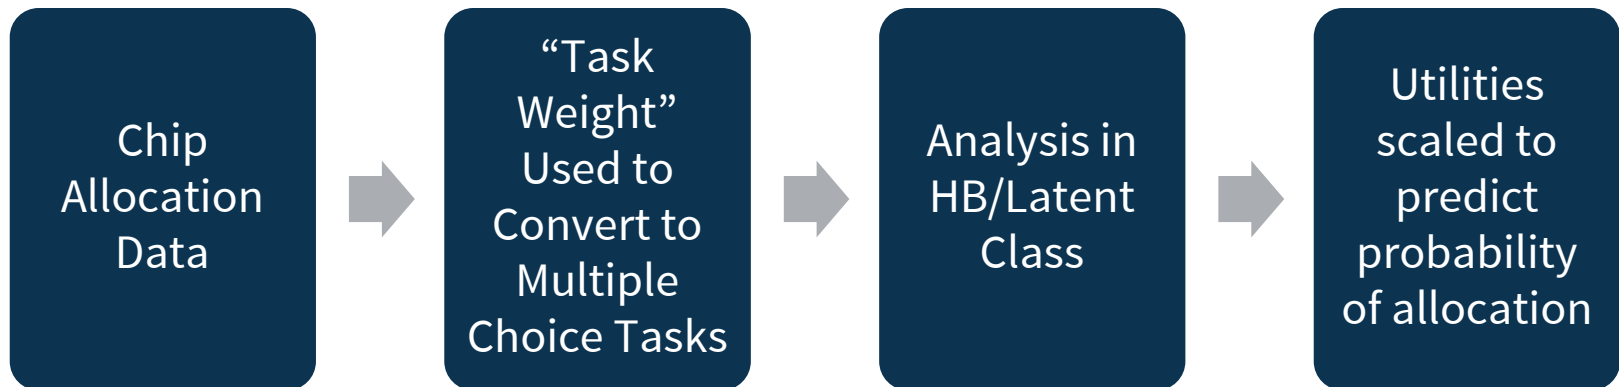 Chip
Allocation
Data
“Task
Weight”
Used to
Convert to
Multiple
Choice Tasks
Analysis in
HB/Latent
Class
Utilities
scaled to
predict
probability
of allocation